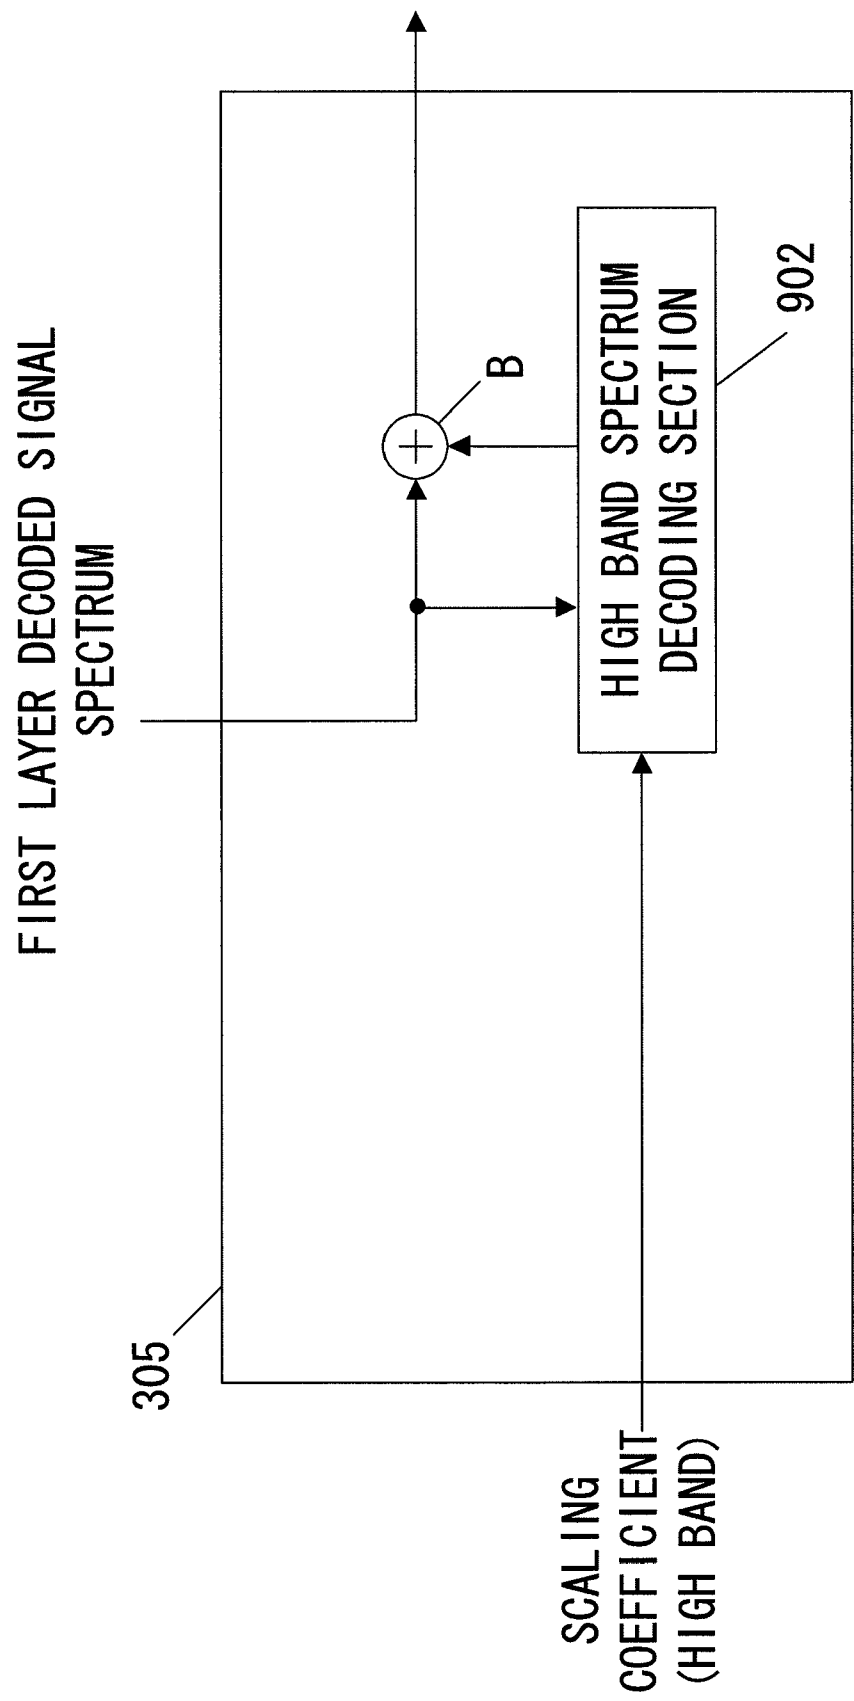 FIRST LAYER DECODED SIGNAL
SPECTRUM
305
B
HIGH BAND SPECTRUM
DECODING SECTION
902
SCALING
COEFFICIENT
(HIGH BAND)